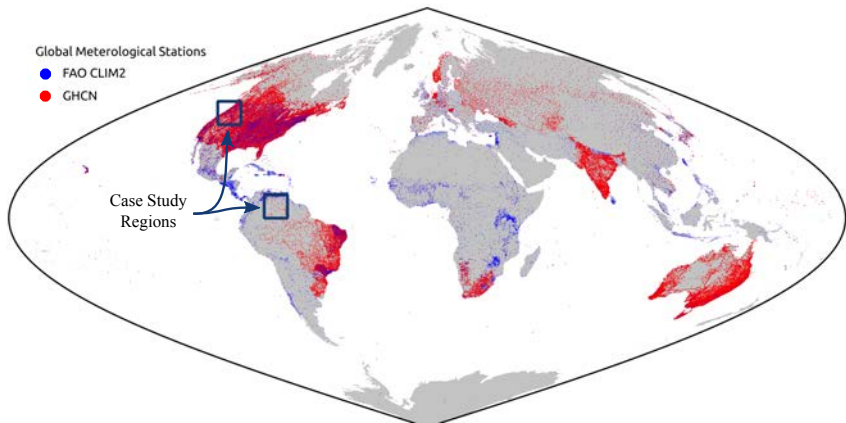 Global Meterological Stations
FAO CLIM2
GHCN
Case Study
Regions